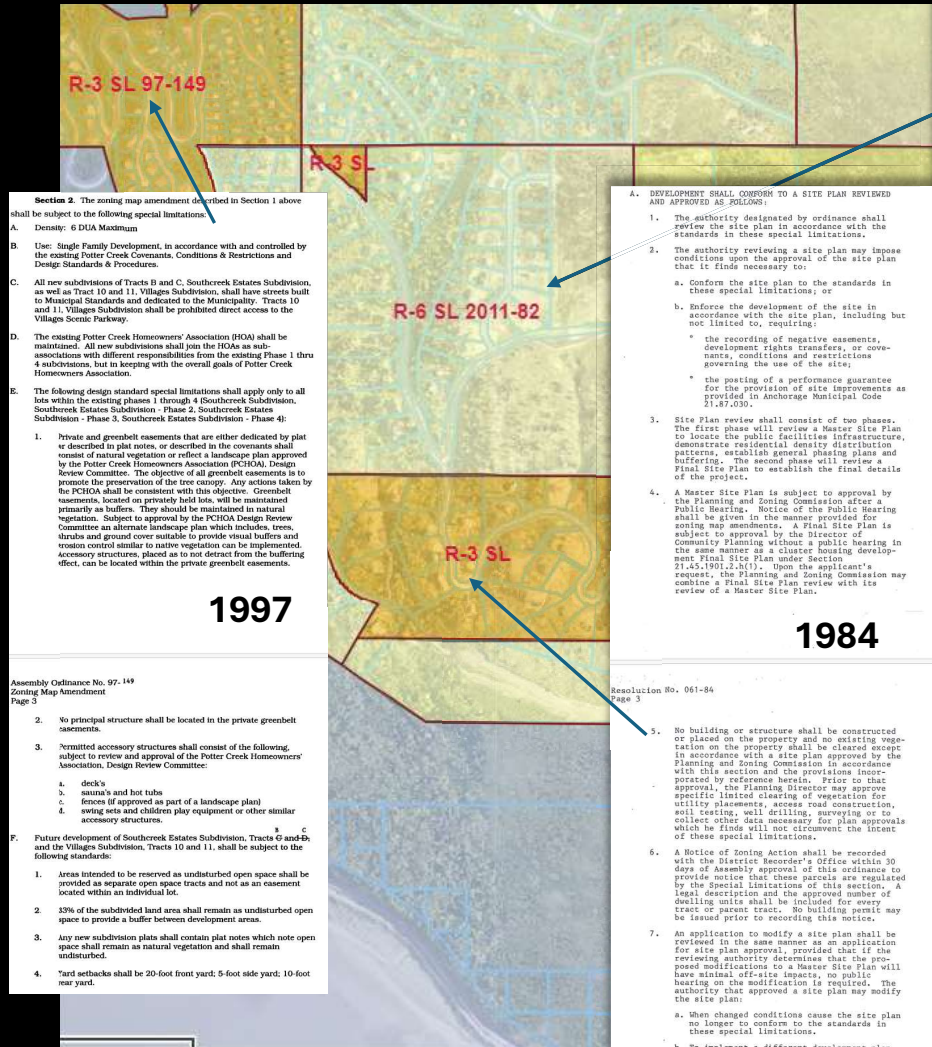 R-3 SL 97-149
R-3 SL
R-6 SL 2011-82
R-3 SL
Section 2. The zoning map amendment described in Section 1 above
shall be subject to the following special limitations:
A. Density: 6 DUA Maximum
B. Use: Single Family Development, in accordance with and controlled by
the existing Potter Creek Covenants, Conditions & Restrictions and
Design Standards & Procedures.
C. All new subdivisions of Tracts B and C, Southcreek Estates Subdivision,
as well as Tract 10 and 11, Villages Subdivision, shall have streets built
to Municipal Standards and dedicated to the Municipality. Tracts 10
and 11, Villages Subdivision shall be prohibited direct access to the
Villages Scenic Parkway.
D. The existing Potter Creek Homeowners' Association (HOA) shall be
maintained. All new subdivisions shall join the HOAs as sub-
associations with different responsibilities from the existing Phase 1 thru
4 subdivisions, but in keeping with the overall goals of Potter Creek
Homeowners Association.
E. The following design standard special limitations shall apply only to all
lots within the existing phases 1 through 4 (Southcreek Subdivision,
Southcreek Estates Subdivision - Phase 2, Southcreek Estates
Subdivision - Phase 3, Southcreek Estates Subdivision - Phase 4):
1. Private and greenbelt easements that are either dedicated by plat
or described in plat notes, or described in the covenants shall
consist of natural vegetation or reflect a landscape plan approved
by the Potter Creek Homeowners Association (PCHOA), Design
Review Committee. The objective of all greenbelt easements is to
promote the preservation of the tree canopy. Any actions taken by
the PCHOA shall be consistent with this objective. Greenbelt
easements, located on privately held lots, will be maintained
primarily as buffers. They should be maintained in natural
vegetation. Subject to approval by the PCHOA Design Review
Committee an alternate landscape plan which includes, trees,
shrubs and ground cover suitable to provide visual buffers and
erosion control similar to native vegetation can be implemented.
Accessory structures, placed as to not detract from the buffering
effect, can be located within the private greenbelt easements.
1997
Assembly Ordinance No. 97- 149
Zoning Map Amendment
Page 3
2. No principal structure shall be located in the private greenbelt
easements.
3. Permitted accessory structures shall consist of the following,
subject to review and approval of the Potter Creek Homeowners'
Association, Design Review Committee:
a. deck's
b. sauna's and hot tubs
c. fences (if approved as part of a landscape plan)
d. swing sets and children play equipment or other similar
accessory structures.
B C
F. Future development of Southcreek Estates Subdivision, Tracts C and D,
and the Villages Subdivision, Tracts 10 and 11, shall be subject to the
following standards:
1. Areas intended to be reserved as undisturbed open space shall be
provided as separate open space tracts and not as an easement
located within an individual lot.
2. 33% of the subdivided land area shall remain as undisturbed open
space to provide a buffer between development areas.
3. Any new subdivision plats shall contain plat notes which note open
space shall remain as natural vegetation and shall remain
undisturbed.
4. Yard setbacks shall be 20-foot front yard; 5-foot side yard; 10-foot
rear yard.
A. DEVELOPMENT SHALL CONFORM TO A SITE PLAN REVIEWED
AND APPROVED AS FOLLOWS:
1. The authority designated by ordinance shall
review the site plan in accordance with the
standards in these special limitations.
2. The authority reviewing a site plan may impose
conditions upon the approval of the site plan
that it finds necessary to:
a. Conform the site plan to the standards in
these special limitations; or
b. Enforce the development of the site in
accordance with the site plan, including but
not limited to, requiring:
° the recording of negative easements,
development rights transfers, or cove-
nants, conditions and restrictions
governing the use of the site;
° the posting of a performance guarantee
for the provision of site improvements as
provided in Anchorage Municipal Code
21.87.030.
3. Site Plan review shall consist of two phases.
The first phase will review a Master Site Plan
to locate the public facilities infrastructure,
demonstrate residential density distribution
patterns, establish general phasing plans and
buffering. The second phase will review a
Final Site Plan to establish the final details
of the project.
4. A Master Site Plan is subject to approval by
the Planning and Zoning Commission after a
Public Hearing. Notice of the Public Hearing
shall be given in the manner provided for
zoning map amendments. A Final Site Plan is
subject to approval by the Director of
Community Planning without a public hearing in
the same manner as a cluster housing develop-
ment Final Site Plan under Section
21.45.190I.2.h(1). Upon the applicant's
request, the Planning and Zoning Commission may
combine a Final Site Plan review with its
review of a Master Site Plan.
1984
Resolution No. 061-84
Page 3
5. No building or structure shall be constructed
or placed on the property and no existing vege-
tation on the property shall be cleared except
in accordance with a site plan approved by the
Planning and Zoning Commission in accordance
with this section and the provisions incor-
porated by reference herein. Prior to that
approval, the Planning Director may approve
specific limited clearing of vegetation for
utility placements, access road construction,
soil testing, well drilling, surveying or to
collect other data necessary for plan approvals
which he finds will not circumvent the intent
of these special limitations.
6. A Notice of Zoning Action shall be recorded
with the District Recorder's Office within 30
days of Assembly approval of this ordinance to
provide notice that these parcels are regulated
by the Special Limitations of this section. A
legal description and the approved number of
dwelling units shall be included for every
tract or parent tract. No building permit may
be issued prior to recording this notice.
7. An application to modify a site plan shall be
reviewed in the same manner as an application
for site plan approval, provided that if the
reviewing authority determines that the pro-
posed modifications to a Master Site Plan will
have minimal off-site impacts, no public
hearing on the modification is required. The
authority that approved a site plan may modify
the site plan:
a. When changed conditions cause the site plan
no longer to conform to the standards in
these special limitations.